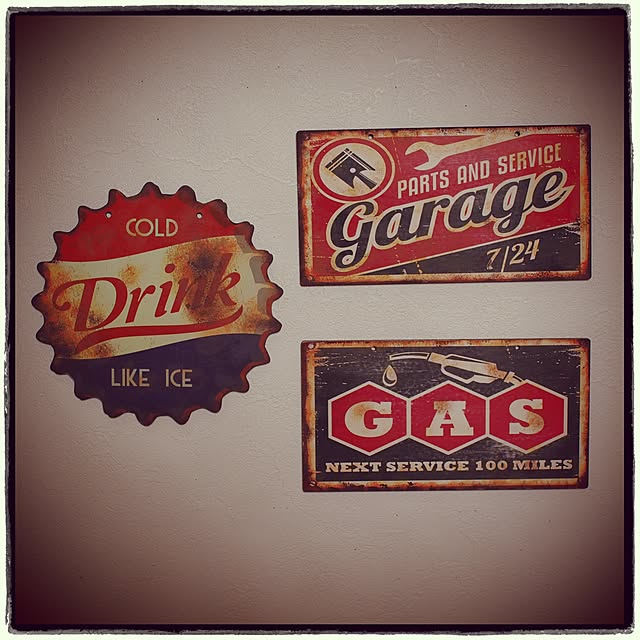 COLD
Drink
LIKE ICE
PARTS AND SERVICE
Garage
7/24
GAS
NEXT SERVICE 100 MILES